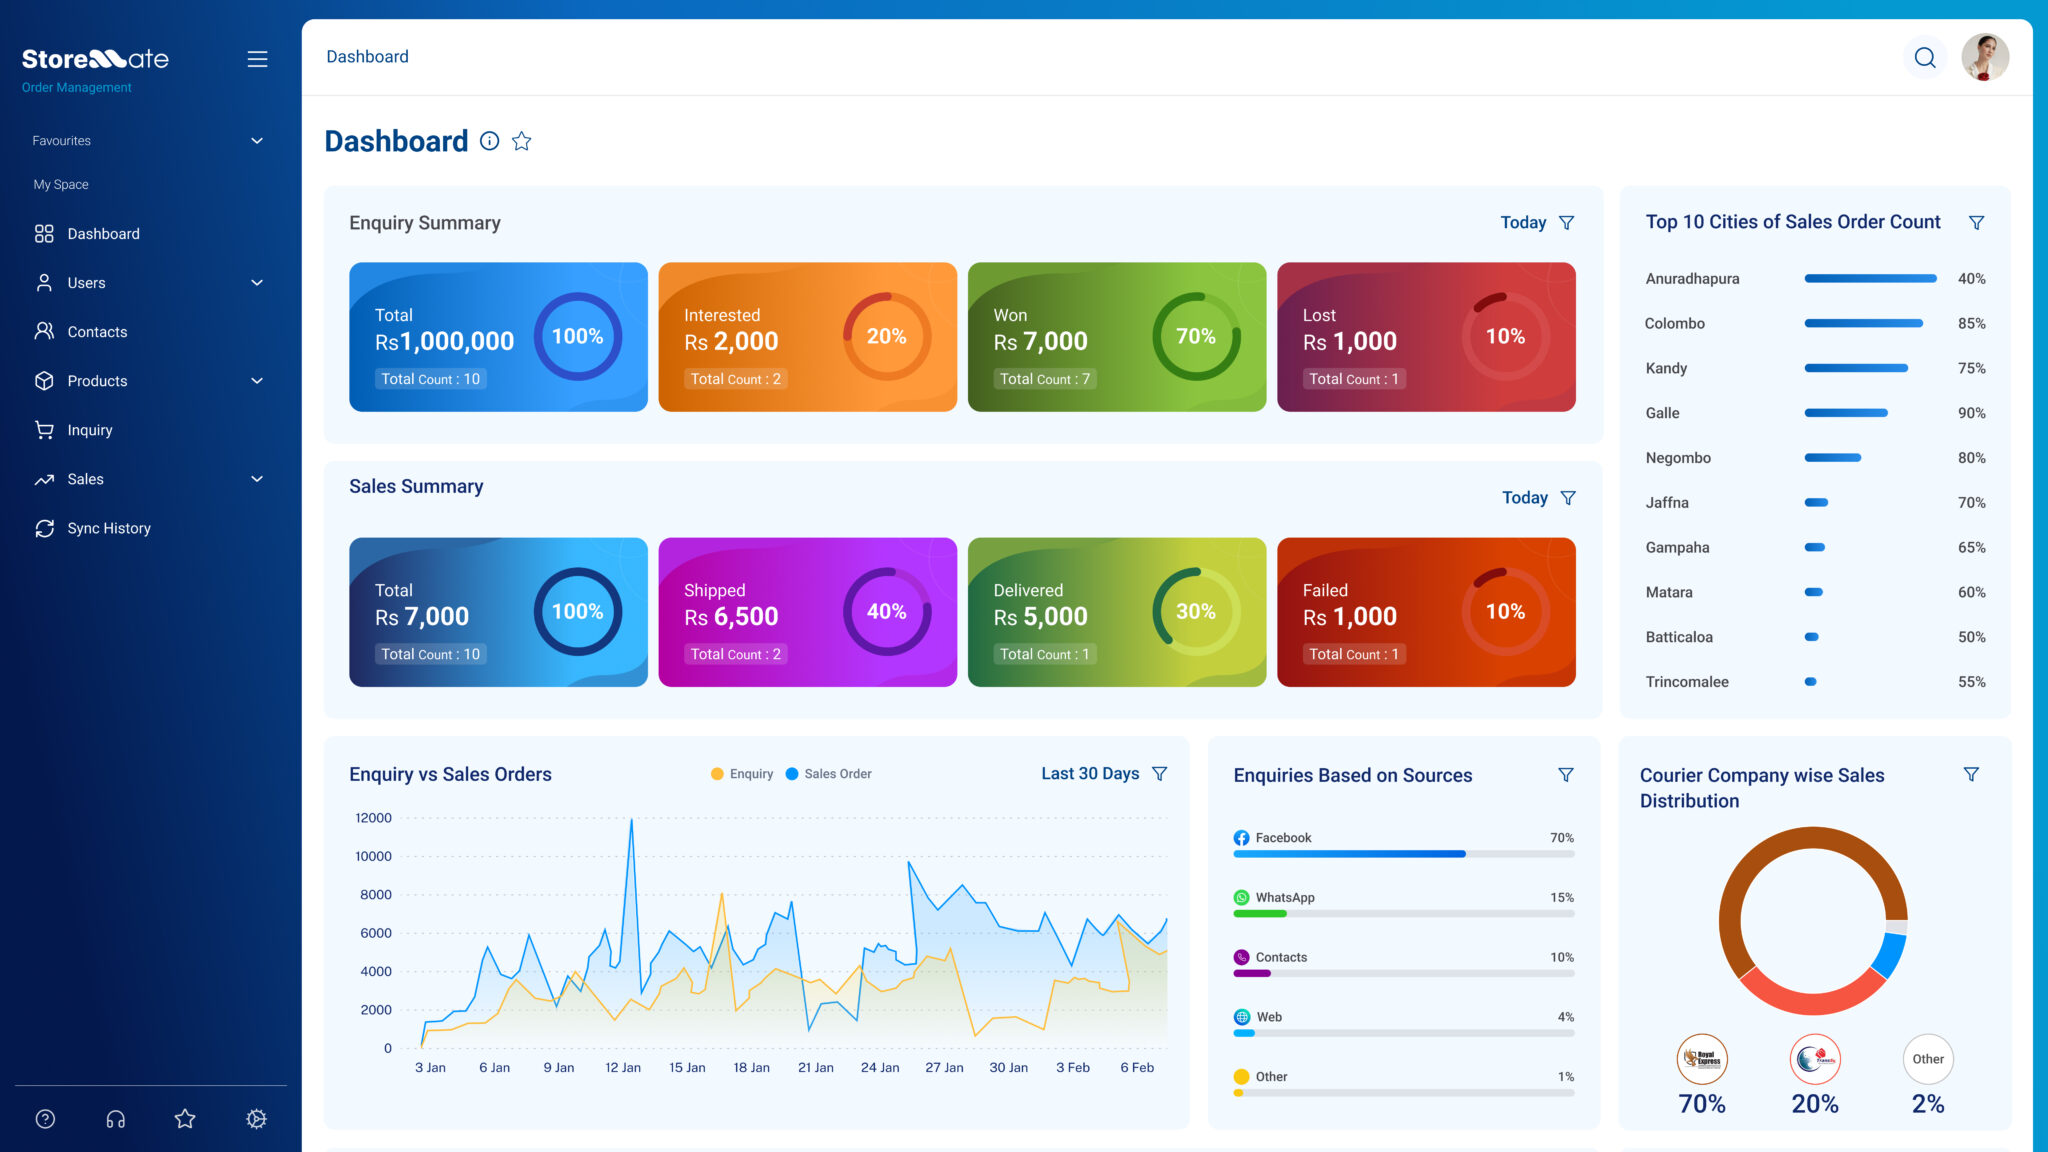 StoreMate
Order Management
Favourites
My Space
Dashboard
Users
Contacts
Products
Inquiry
Sales
Sync History
Dashboard
Dashboard
Enquiry Summary
Today
Total
Rs1,000,000
Total Count : 10
100%
Interested
Rs 2,000
Total Count : 2
20%
Won
Rs 7,000
Total Count : 7
70%
Lost
Rs 1,000
Total Count : 1
10%
Sales Summary
Today
Total
Rs 7,000
Total Count : 10
100%
Shipped
Rs 6,500
Total Count : 2
40%
Delivered
Rs 5,000
Total Count : 1
30%
Failed
Rs 1,000
Total Count : 1
10%
Top 10 Cities of Sales Order Count
Anuradhapura 40%
Colombo 85%
Kandy 75%
Galle 90%
Negombo 80%
Jaffna 70%
Gampaha 65%
Matara 60%
Batticaloa 50%
Trincomalee 55%
Enquiry vs Sales Orders
Enquiry Sales Order
Last 30 Days
12000
10000
8000
6000
4000
2000
0
3 Jan 6 Jan 9 Jan 12 Jan 15 Jan 18 Jan 21 Jan 24 Jan 27 Jan 30 Jan 3 Feb 6 Feb
Enquiries Based on Sources
Facebook 70%
WhatsApp 15%
Contacts 10%
Web 4%
Other 1%
Courier Company wise Sales
Distribution
Royal
Express
Other
70% 20% 2%